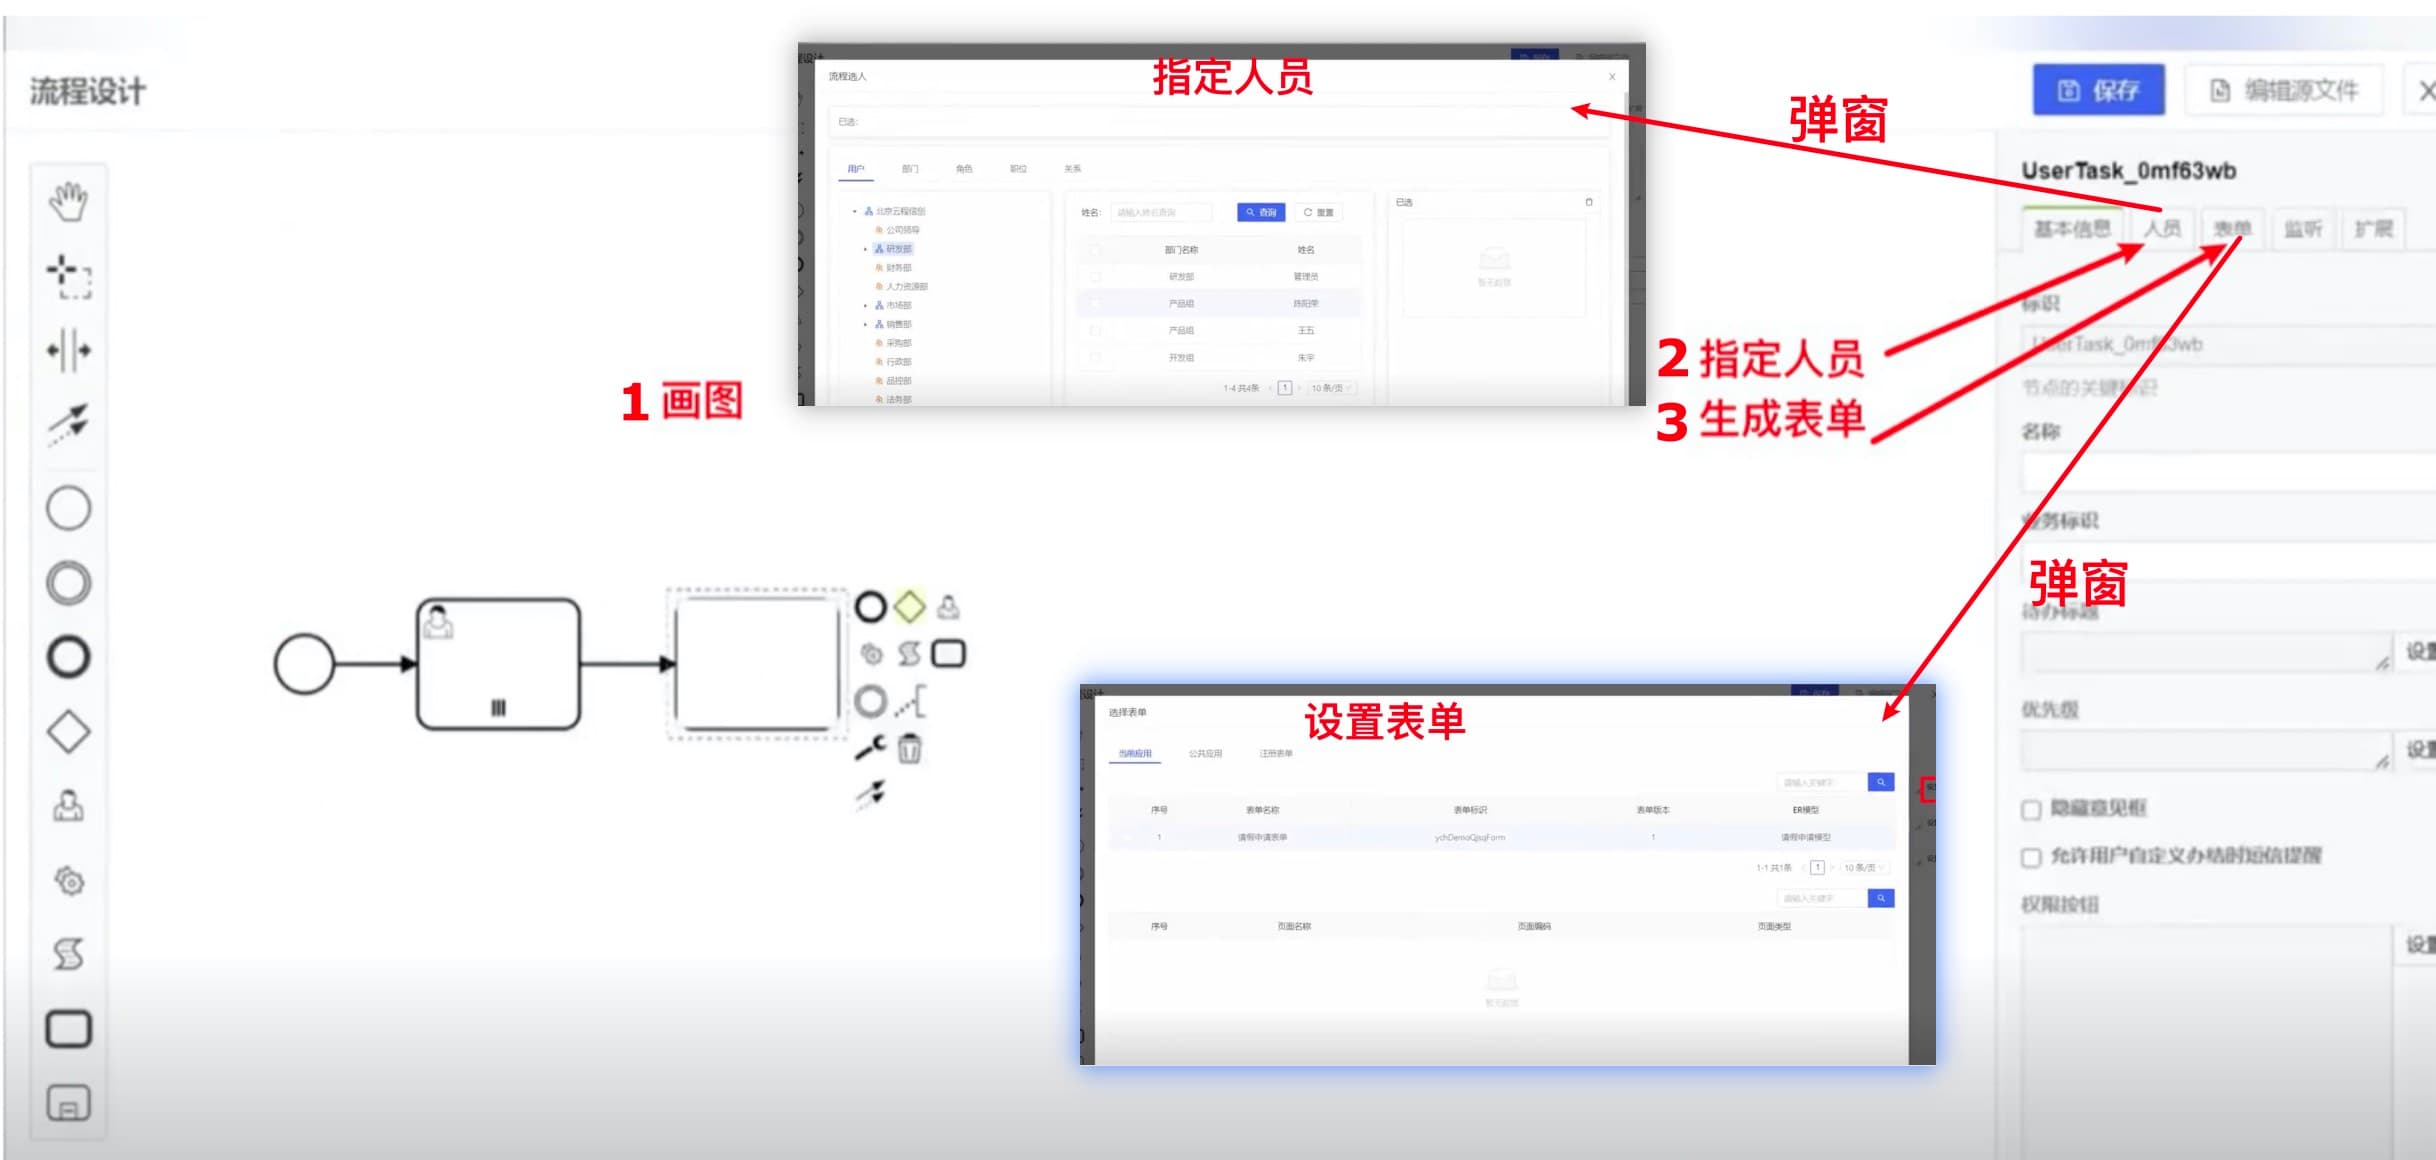 流程设计
保存
编辑源文件
流程选人
指定人员
已选:
用户
部门
角色
职位
关系
北京云程信创
公司领导
研发部
财务部
人力资源部
市场部
销售部
采购部
行政部
品控部
法务部
姓名:
请输入姓名查询
查询
重置
部门名称
姓名
研发部
管理员
产品组
陈阳荣
产品组
王五
开发组
朱宇
1-4 共4条
1
10 条/页
已选
暂无数据
弹窗
1 画图
2 指定人员
3 生成表单
UserTask_0mf63wb
基本信息
人员
表单
监听
扩展
标识
UserTask_0mf63wb
节点的关键标识
名称
业务标识
弹窗
待办标题
设置
优先级
设置
隐藏意见框
允许用户自定义办结时短信提醒
权限按钮
设置
选择表单
设置表单
当前应用
公共应用
注册表单
请输入关键字
序号
表单名称
表单标识
表单版本
ER模型
1
请假申请表单
ychDemoQjsqForm
1
请假申请模型
1-1 共1条
1
10 条/页
请输入关键字
序号
页面名称
页面编码
页面类型
暂无数据